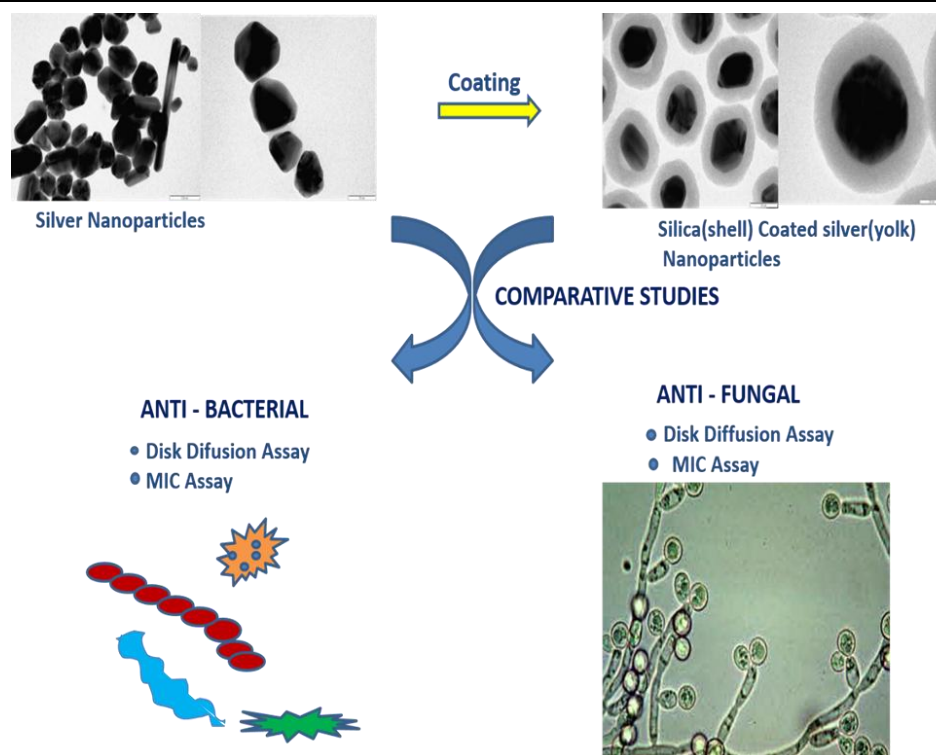 Coating
Silver Nanoparticles
Silica(shell) Coated silver(yolk)
Nanoparticles
COMPARATIVE STUDIES
ANTI - BACTERIAL
Disk Difusion Assay
MIC Assay
ANTI - FUNGAL
Disk Diffusion Assay
MIC Assay